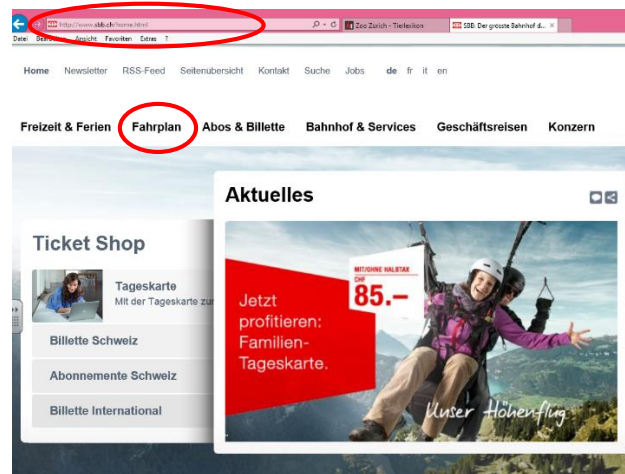 http://www.sbb.ch/home.html
Zoo Zürich - Tierlexikon
SBB: Der grösste Bahnhof d...
Datei Bearbeiten Ansicht Favoriten Extras ?
Home Newsletter RSS-Feed Seitenübersicht Kontakt Suche Jobs de fr it en
Freizeit & Ferien Fahrplan Abos & Billette Bahnhof & Services Geschäftsreisen Konzern
Aktuelles
Ticket Shop
Tageskarte
Mit der Tageskarte zur
Billette Schweiz
Abonnemente Schweiz
Billette International
MIT/OHNE HALBTAX
CHF
85.–
Jetzt
profitieren:
Familien-
Tageskarte.
Unser Höhenflug